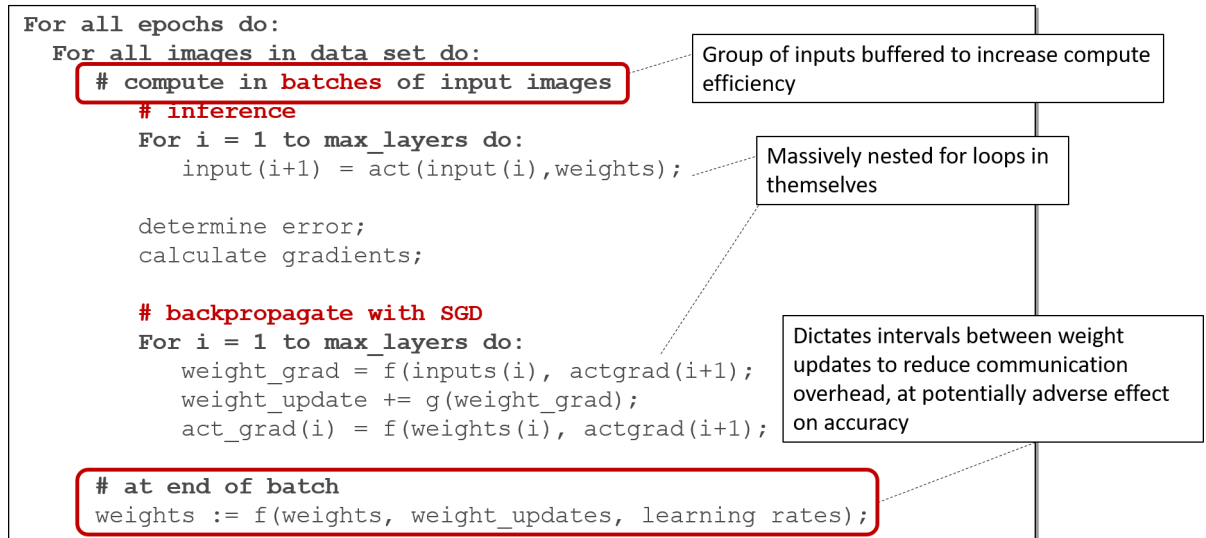 For all epochs do:
For all images in data set do:
# compute in batches of input images
# inference
For i = 1 to max_layers do:
input(i+1) = act(input(i),weights);
determine error;
calculate gradients;
# backpropagate with SGD
For i = 1 to max_layers do:
weight_grad = f(inputs(i), actgrad(i+1);
weight_update += g(weight_grad);
act_grad(i) = f(weights(i), actgrad(i+1);
# at end of batch
weights := f(weights, weight_updates, learning rates);
Group of inputs buffered to increase compute
efficiency
Massively nested for loops in
themselves
Dictates intervals between weight
updates to reduce communication
overhead, at potentially adverse effect
on accuracy